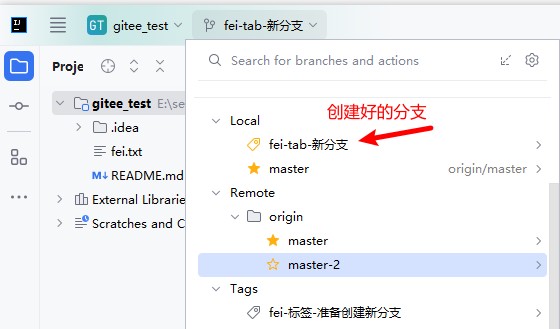 IJ
GT gitee_test fei-tab-新分支
Proje
gitee_test E:\se
.idea
fei.txt
README.md
External Libraries
Scratches and C
Search for branches and actions
创建好的分支
Local
fei-tab-新分支
master origin/master
Remote
origin
master
master-2
Tags
fei-标签-准备创建新分支